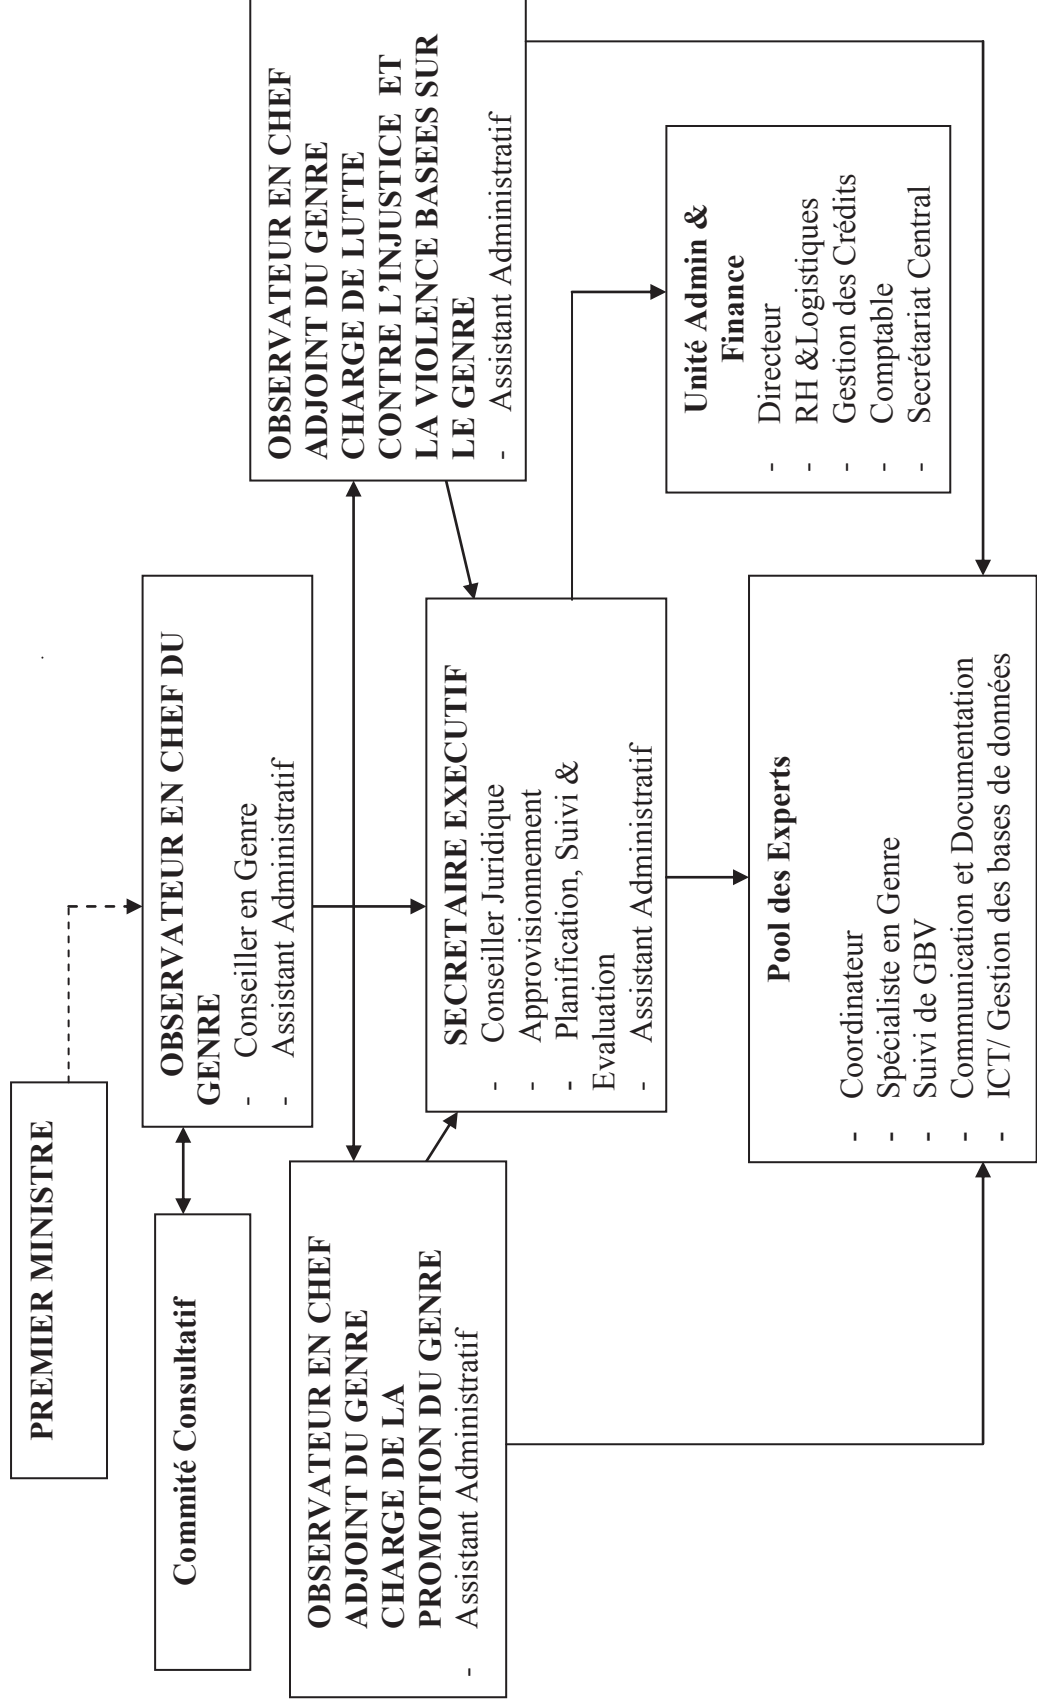 PREMIER MINISTRE
Commité Consultatif
OBSERVATEUR EN CHEF DU
GENRE
- Conseiller en Genre
- Assistant Administratif
OBSERVATEUR EN CHEF
ADJOINT DU GENRE
CHARGE DE LA
PROMOTION DU GENRE
- Assistant Administratif
OBSERVATEUR EN CHEF
ADJOINT DU GENRE
CHARGE DE LUTTE
CONTRE L'INJUSTICE ET
LA VIOLENCE BASEES SUR
LE GENRE
- Assistant Administratif
SECRETAIRE EXECUTIF
- Conseiller Juridique
- Approvisionnement
- Planification, Suivi &
Evaluation
- Assistant Administratif
Unité Admin &
Finance
- Directeur
- RH &Logistiques
- Gestion des Crédits
- Comptable
- Secrétariat Central
Pool des Experts
- Coordinateur
- Spécialiste en Genre
- Suivi de GBV
- Communication et Documentation
- ICT/ Gestion des bases de données